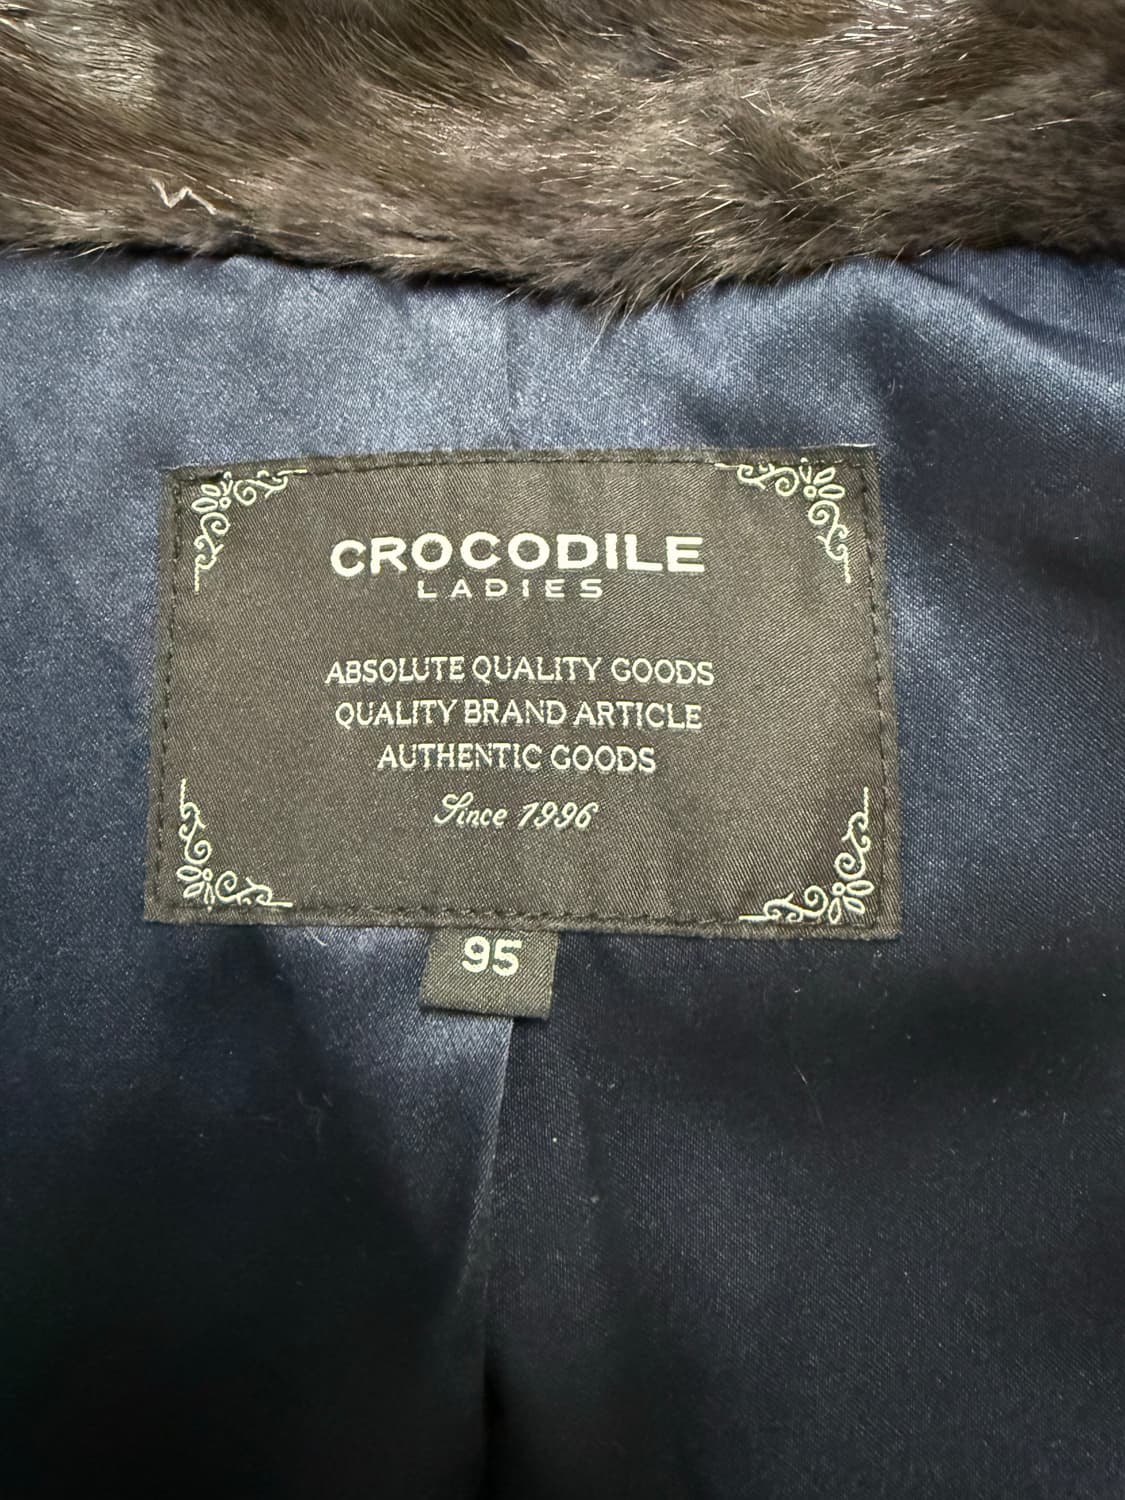 CROCODILE
LADIES
ABSOLUTE QUALITY GOODS
QUALITY BRAND ARTICLE
AUTHENTIC GOODS
Since 1996
95